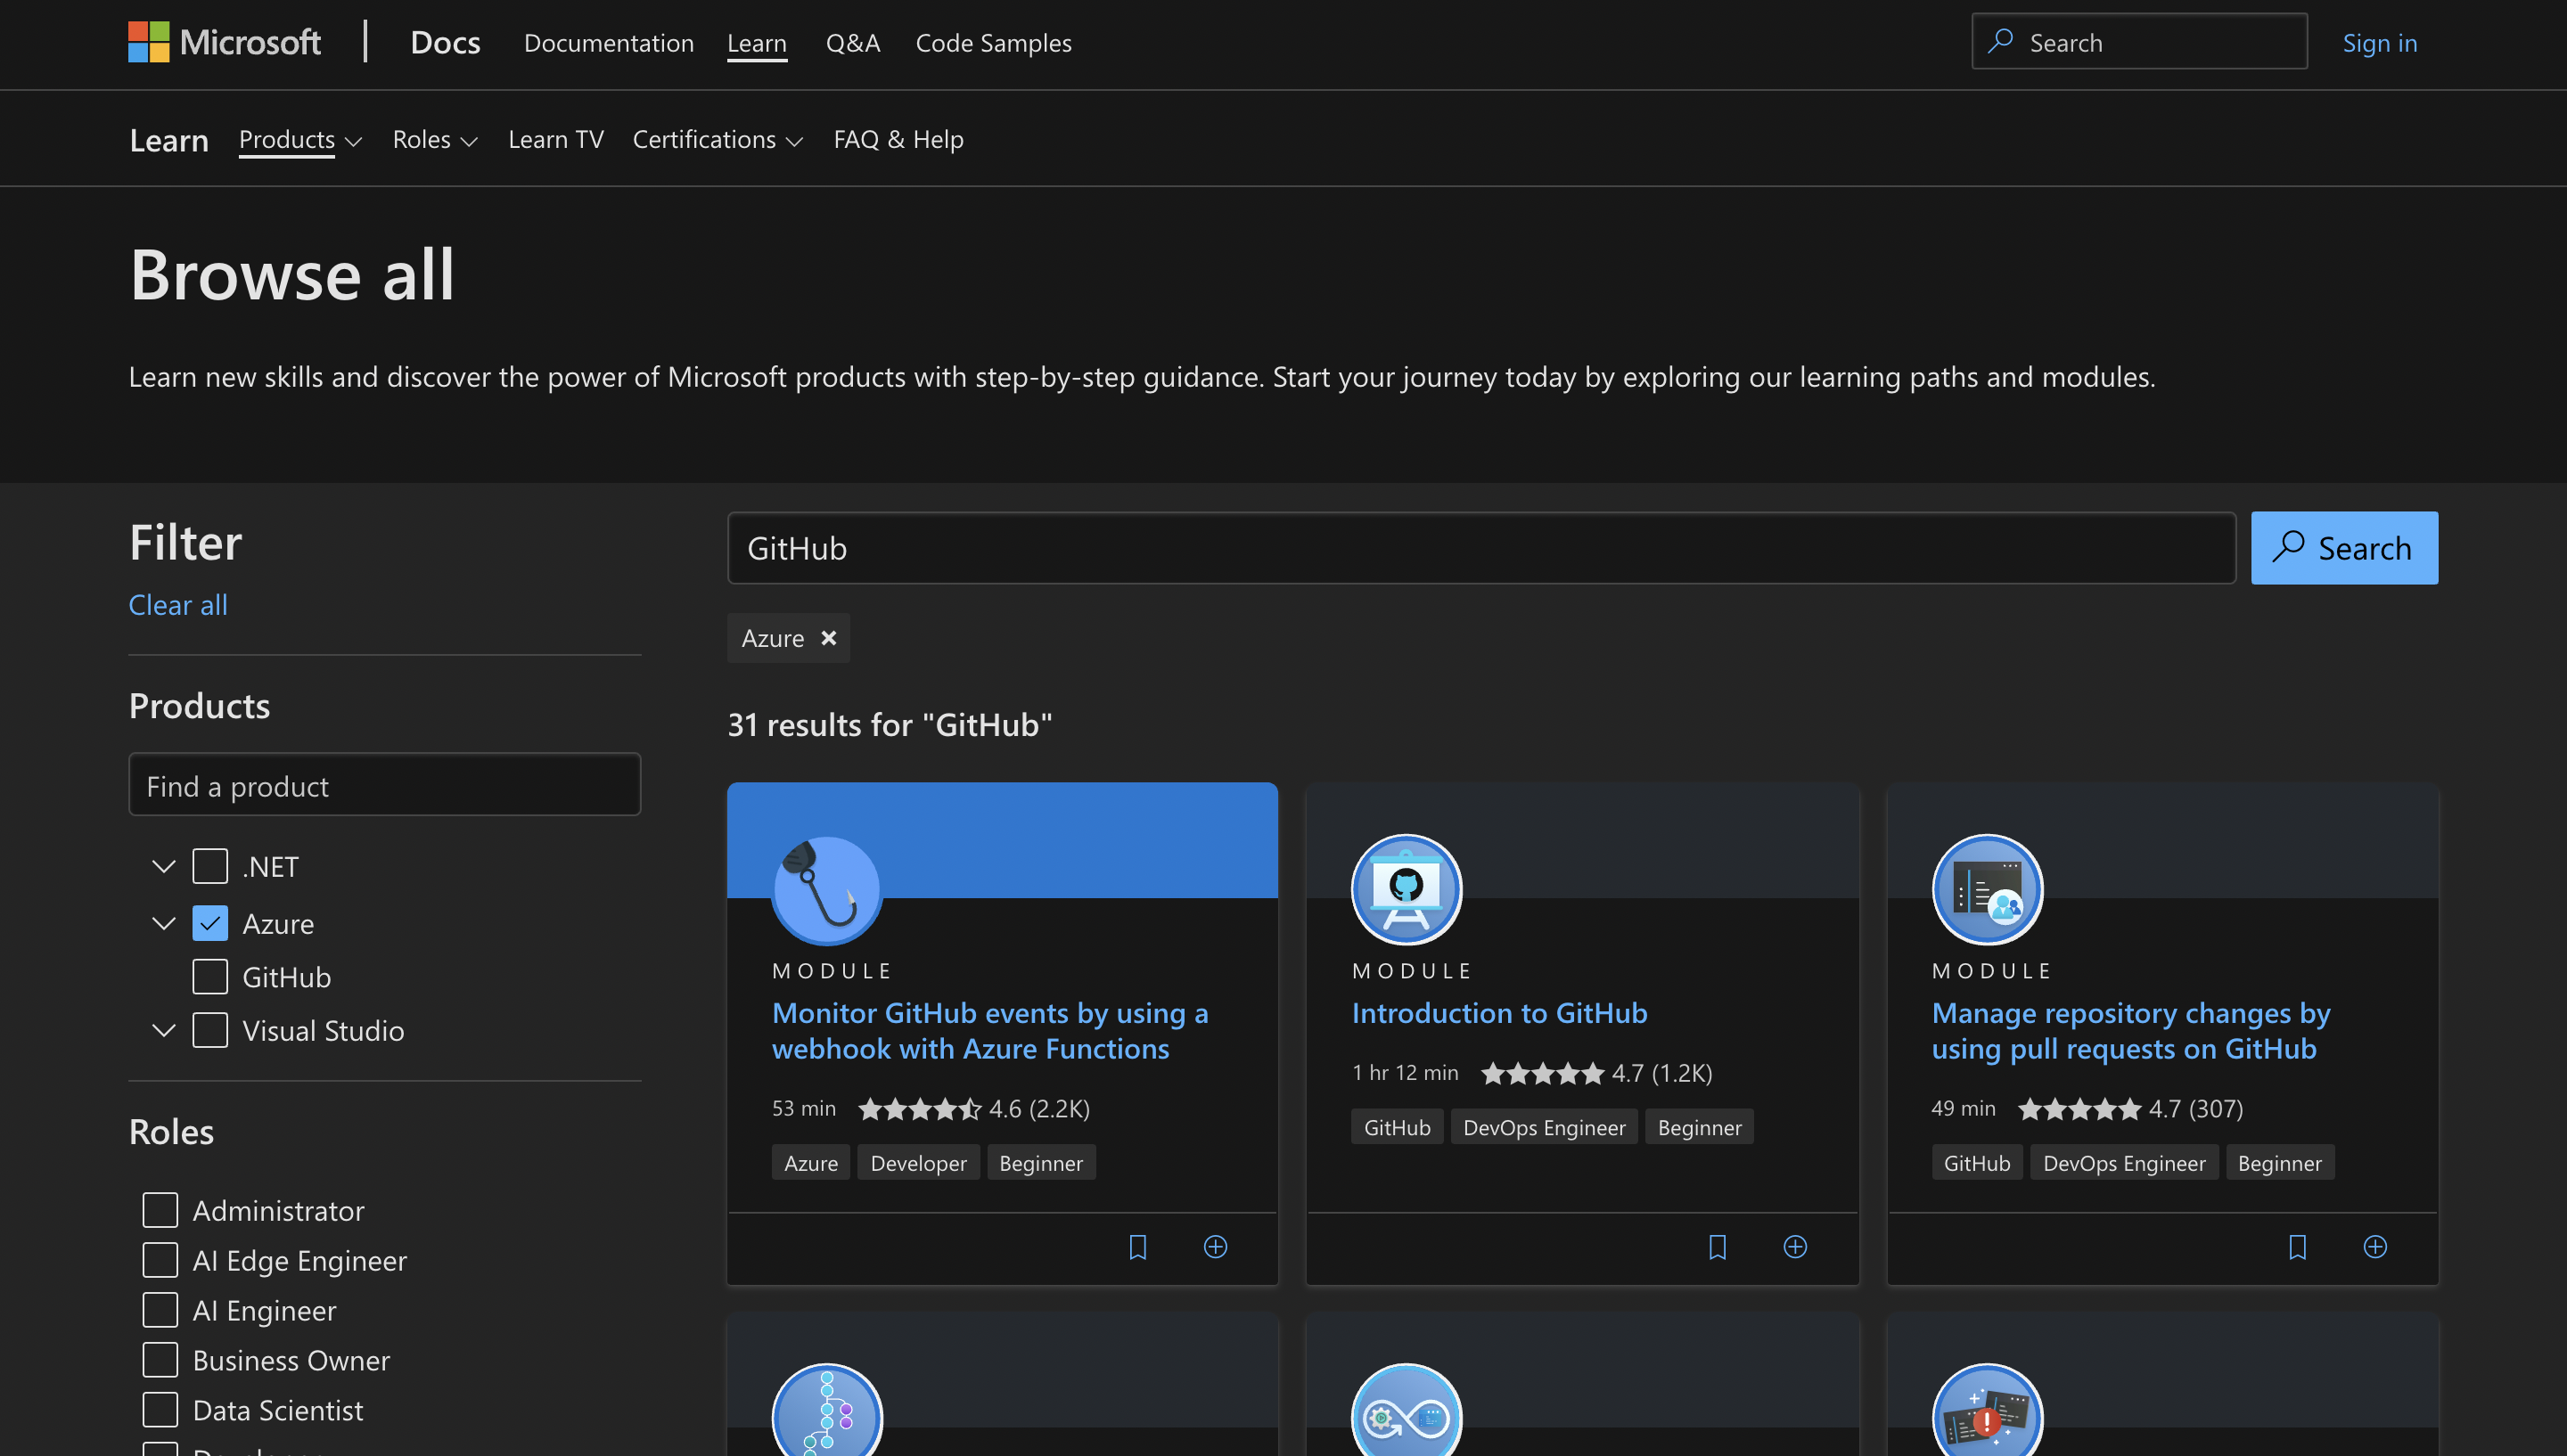 Microsoft
Docs
Documentation
Learn
Q&A
Code Samples
Search
Sign in
Learn
Products
Roles
Learn TV
Certifications
FAQ & Help
Browse all
Learn new skills and discover the power of Microsoft products with step-by-step guidance. Start your journey today by exploring our learning paths and modules.
Filter
Clear all
Products
Find a product
.NET
Azure
GitHub
Visual Studio
Roles
Administrator
AI Edge Engineer
AI Engineer
Business Owner
Data Scientist
GitHub
Search
Azure
31 results for "GitHub"
MODULE
Monitor GitHub events by using a
webhook with Azure Functions
53 min 4.6 (2.2K)
Azure Developer Beginner
MODULE
Introduction to GitHub
1 hr 12 min 4.7 (1.2K)
GitHub DevOps Engineer Beginner
MODULE
Manage repository changes by
using pull requests on GitHub
49 min 4.7 (307)
GitHub DevOps Engineer Beginner